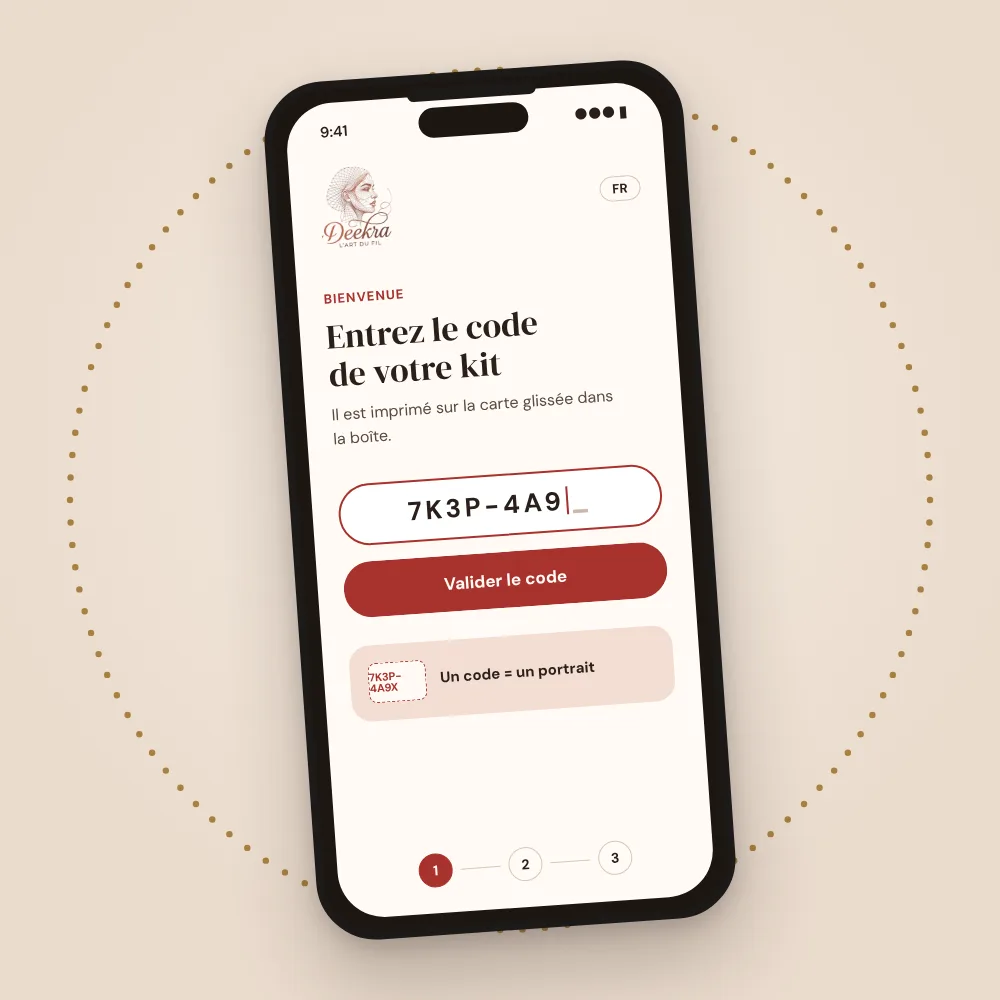 9:41
FR
Deekra
L'ART DU FIL
BIENVENUE
Entrez le code
de votre kit
Il est imprimé sur la carte glissée dans
la boîte.
7K3P-4A9_
Valider le code
7K3P-
4A9X
Un code = un portrait
1
2
3